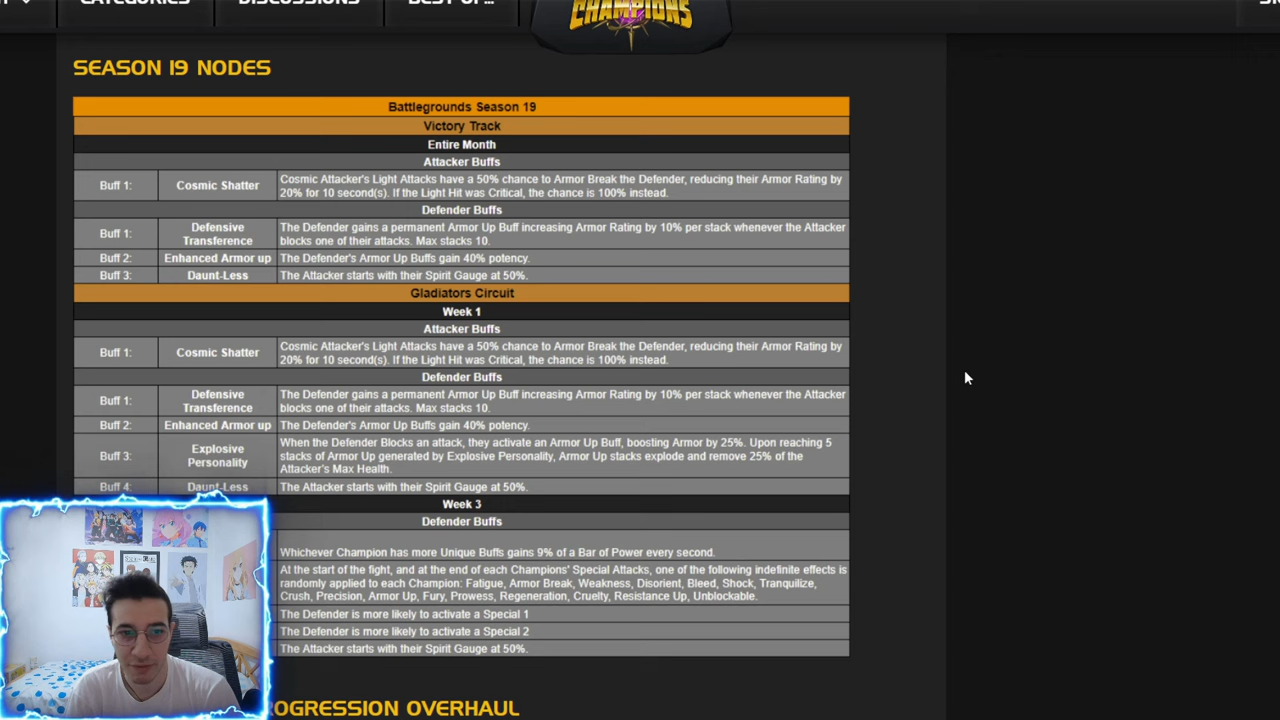 CATEGORIES
DISCUSSIONS
BEST OF...
CHAMPIONS
SEASON 19 NODES
Battlegrounds Season 19
Victory Track
Entire Month
Attacker Buffs
Buff 1: Cosmic Shatter Cosmic Attacker's Light Attacks have a 50% chance to Armor Break the Defender, reducing their Armor Rating by
20% for 10 second(s). If the Light Hit was Critical, the chance is 100% instead.
Defender Buffs
Buff 1: Defensive Transference The Defender gains a permanent Armor Up Buff increasing Armor Rating by 10% per stack whenever the Attacker
blocks one of their attacks. Max stacks 10.
Buff 2: Enhanced Armor up The Defender's Armor Up Buffs gain 40% potency.
Buff 3: Daunt-Less The Attacker starts with their Spirit Gauge at 50%.
Gladiators Circuit
Week 1
Attacker Buffs
Buff 1: Cosmic Shatter Cosmic Attacker's Light Attacks have a 50% chance to Armor Break the Defender, reducing their Armor Rating by
20% for 10 second(s). If the Light Hit was Critical, the chance is 100% instead.
Defender Buffs
Buff 1: Defensive Transference The Defender gains a permanent Armor Up Buff increasing Armor Rating by 10% per stack whenever the Attacker
blocks one of their attacks. Max stacks 10.
Buff 2: Enhanced Armor up The Defender's Armor Up Buffs gain 40% potency.
Buff 3: Explosive Personality When the Defender Blocks an attack, they activate an Armor Up Buff, boosting Armor by 25%. Upon reaching 5
stacks of Armor Up generated by Explosive Personality, Armor Up stacks explode and remove 25% of the
Attacker's Max Health.
Buff 4: Daunt-Less The Attacker starts with their Spirit Gauge at 50%.
Week 3
Defender Buffs
Whichever Champion has more Unique Buffs gains 9% of a Bar of Power every second.
At the start of the fight, and at the end of each Champions' Special Attacks, one of the following indefinite effects is
randomly applied to each Champion: Fatigue, Armor Break, Weakness, Disorient, Bleed, Shock, Tranquilize,
Crush, Precision, Armor Up, Fury, Prowess, Regeneration, Cruelty, Resistance Up, Unblockable.
The Defender is more likely to activate a Special 1
The Defender is more likely to activate a Special 2
The Attacker starts with their Spirit Gauge at 50%.
OGRESSION OVERHAUL